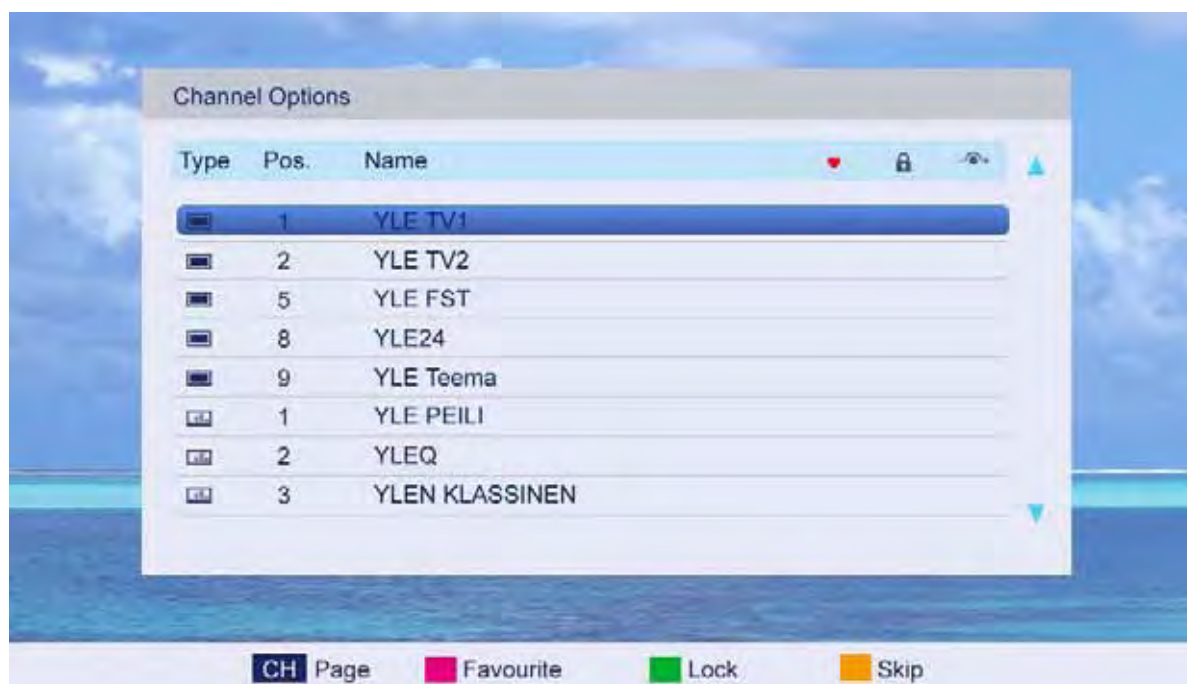 Channel Options
Type Pos. Name
1 YLE TV1
2 YLE TV2
5 YLE FST
8 YLE24
9 YLE Teema
1 YLE PEILI
2 YLEQ
3 YLEN KLASSINEN
CH Page Favourite Lock Skip